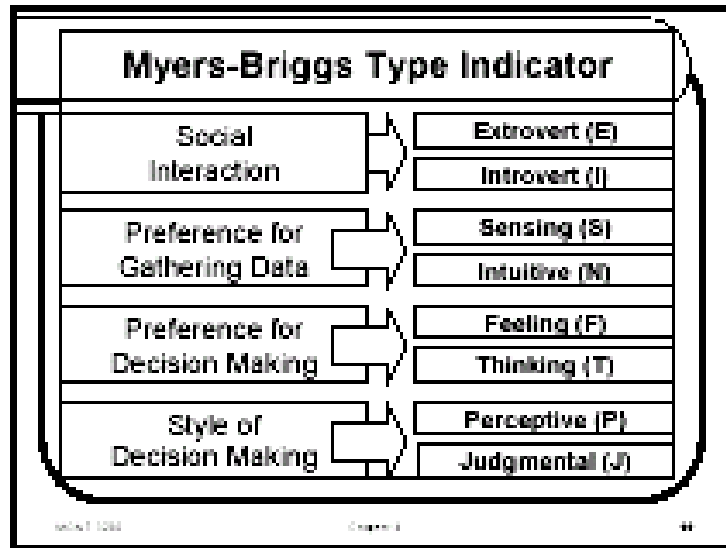 Myers-Briggs Type Indicator
Social
Interaction
Extrovert (E)
Introvert (I)
Preference for
Gathering Data
Sensing (S)
Intuitive (N)
Preference for
Decision Making
Feeling (F)
Thinking (T)
Style of
Decision Making
Perceptive (P)
Judgmental (J)